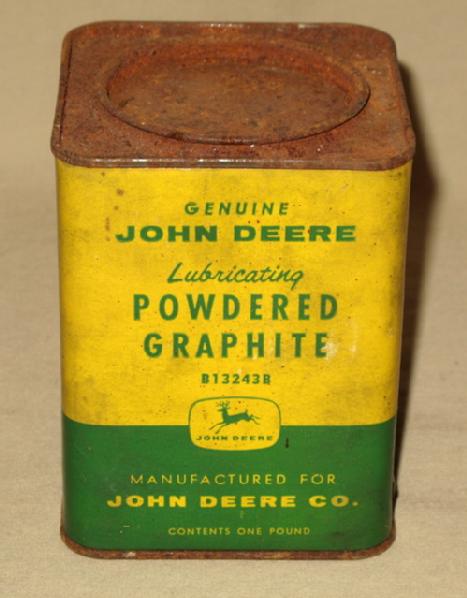 GENUINE
JOHN DEERE
Lubricating
POWDERED
GRAPHITE
B13243B
JOHN DEERE
MANUFACTURED FOR
JOHN DEERE CO.
CONTENTS ONE POUND